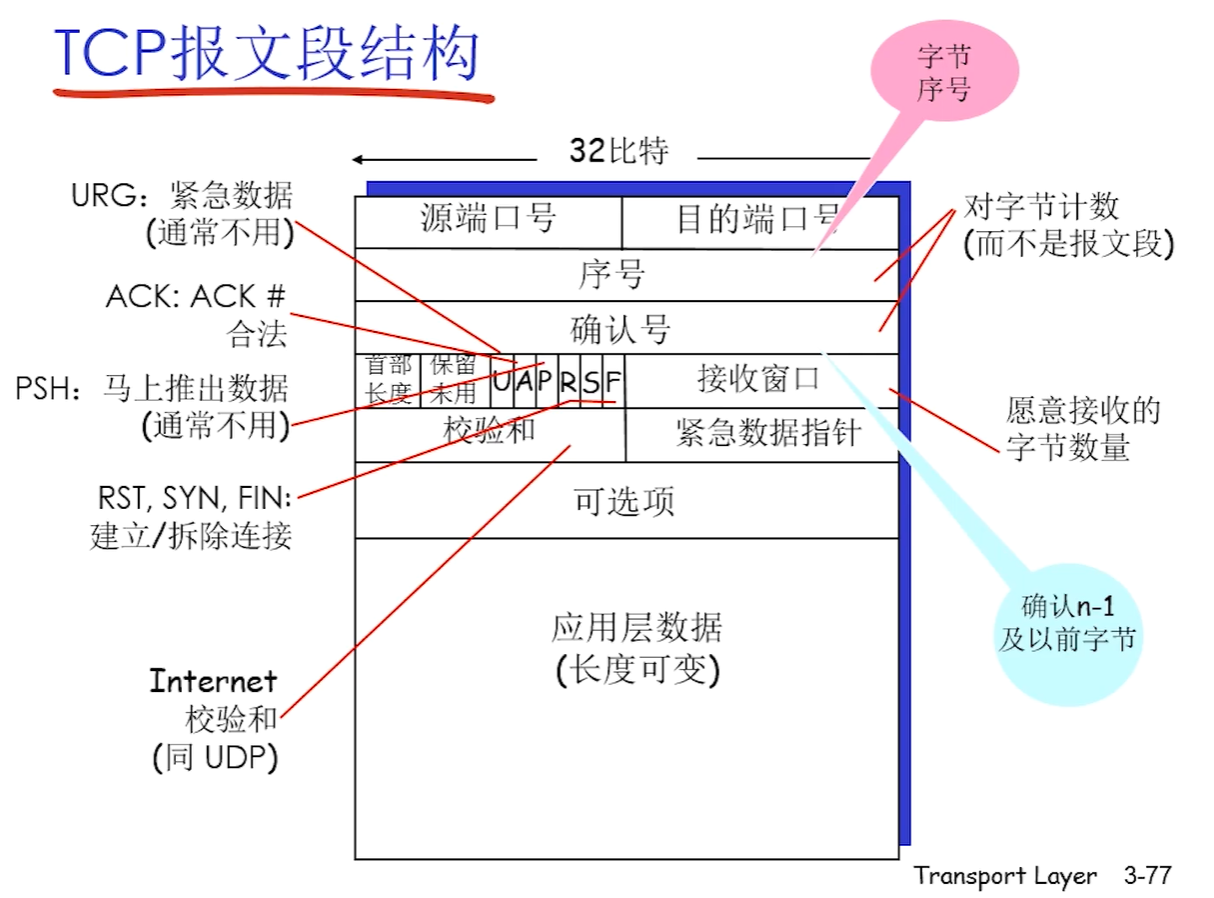 TCP报文段结构
字节
序号
32比特
URG：紧急数据
(通常不用)
源端口号
目的端口号
对字节计数
(而不是报文段)
序号
ACK: ACK #
合法
确认号
首部
长度
保留
未用
U A P R S F
接收窗口
PSH：马上推出数据
(通常不用)
愿意接收的
字节数量
校验和
紧急数据指针
RST, SYN, FIN:
建立/拆除连接
可选项
确认n-1
及以前字节
应用层数据
(长度可变)
Internet
校验和
(同 UDP)
Transport Layer 3-77